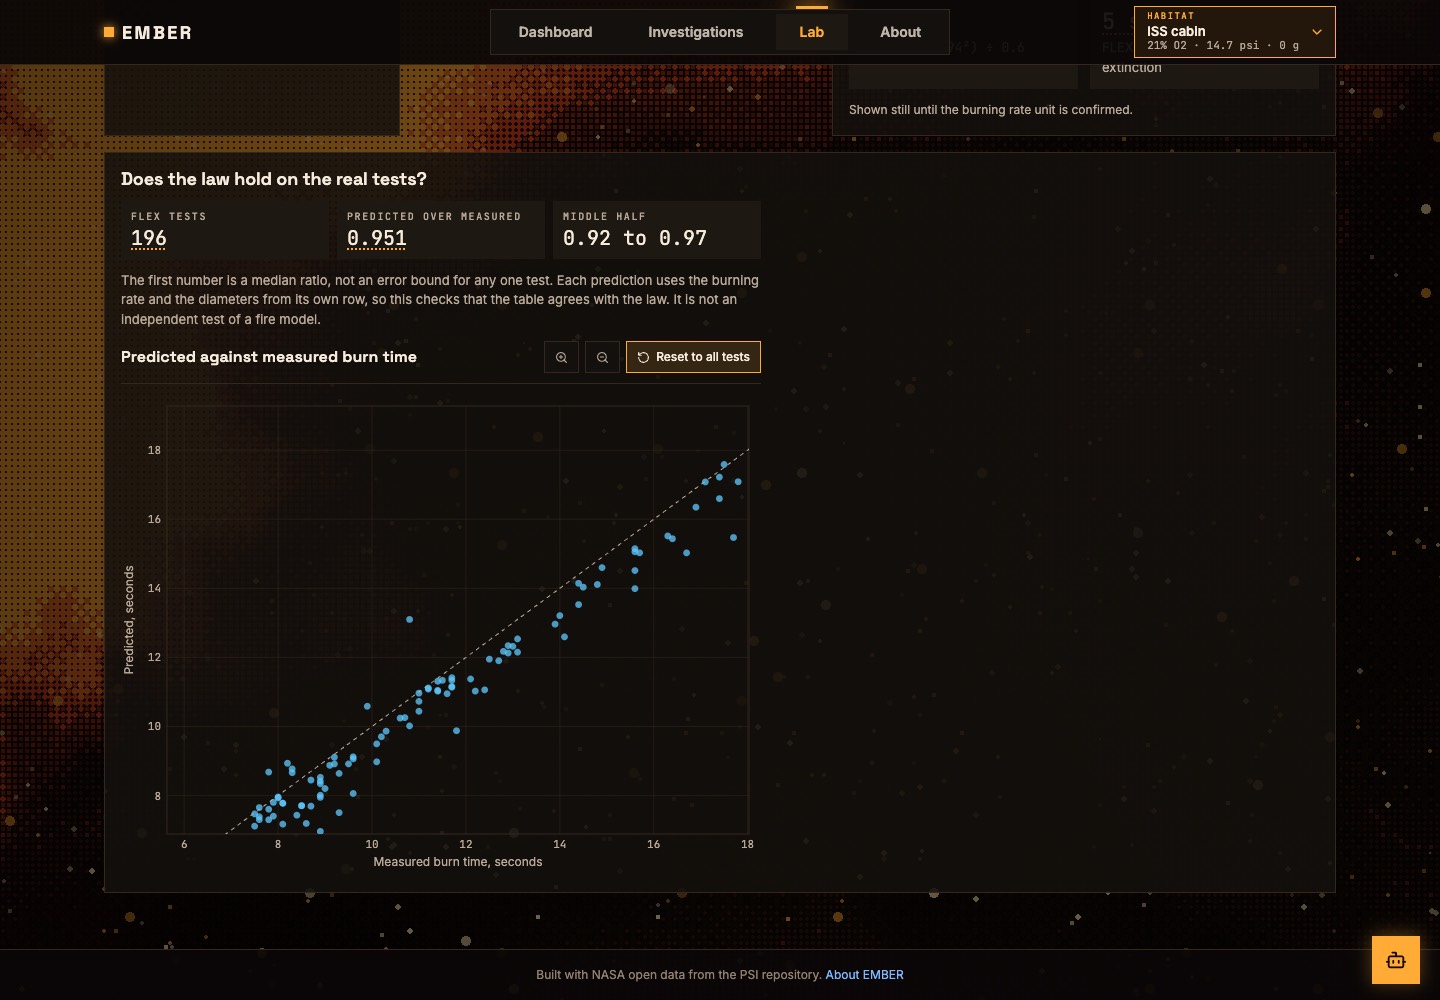 EMBER
Dashboard
Investigations
Lab
About
HABITAT
ISS cabin
21% O2 · 14.7 psi · 0 g
extinction
Shown still until the burning rate unit is confirmed.
Does the law hold on the real tests?
FLEX TESTS
196
PREDICTED OVER MEASURED
0.951
MIDDLE HALF
0.92 to 0.97
The first number is a median ratio, not an error bound for any one test. Each prediction uses the burning
rate and the diameters from its own row, so this checks that the table agrees with the law. It is not an
independent test of a fire model.
Predicted against measured burn time
Reset to all tests
18
16
14
12
10
8
Predicted, seconds
6
8
10
12
14
16
18
Measured burn time, seconds
Built with NASA open data from the PSI repository. About EMBER